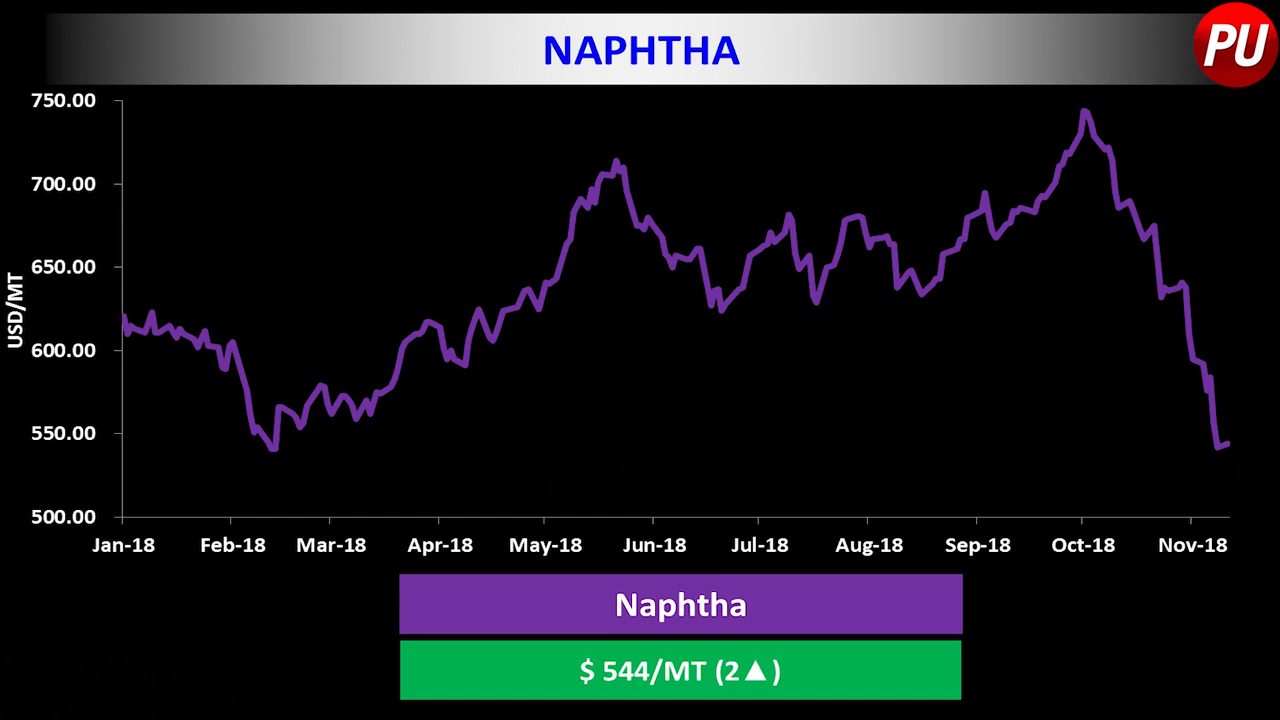 NAPHTHA
PU
750.00
700.00
650.00
600.00
550.00
500.00
USD/MT
Jan-18 Feb-18 Mar-18 Apr-18 May-18 Jun-18 Jul-18 Aug-18 Sep-18 Oct-18 Nov-18
Naphtha
$ 544/MT (2▲)